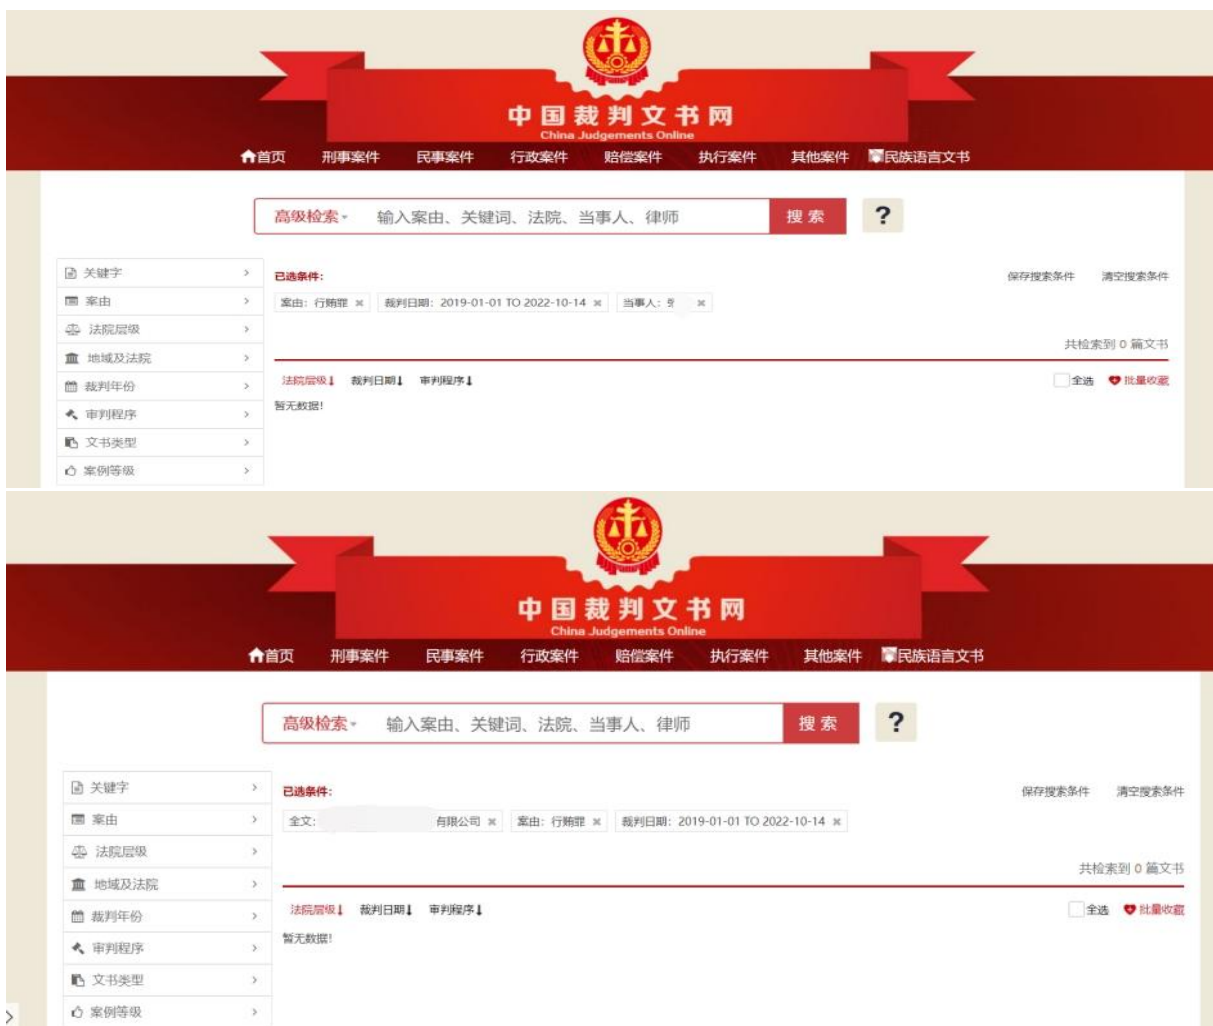 中国裁判文书网
China Judgements Online
首页 刑事案件 民事案件 行政案件 赔偿案件 执行案件 其他案件 民族语言文书
高级检索 输入案由、关键词、法院、当事人、律师 搜索 ?
关键字
案由
法院层级
地域及法院
裁判年份
审判程序
文书类型
案例等级
已选条件: 保存搜索条件 清空搜索条件
案由: 行贿罪 × 裁判日期: 2019-01-01 TO 2022-10-14 × 当事人: ×
共检索到 0 篇文书
法院层级↓ 裁判日期↓ 审判程序↓ 全选 批量收藏
暂无数据!
中国裁判文书网
China Judgements Online
首页 刑事案件 民事案件 行政案件 赔偿案件 执行案件 其他案件 民族语言文书
高级检索 输入案由、关键词、法院、当事人、律师 搜索 ?
关键字
案由
法院层级
地域及法院
裁判年份
审判程序
文书类型
案例等级
已选条件: 保存搜索条件 清空搜索条件
全文: 有限公司 × 案由: 行贿罪 × 裁判日期: 2019-01-01 TO 2022-10-14 ×
共检索到 0 篇文书
法院层级↓ 裁判日期↓ 审判程序↓ 全选 批量收藏
暂无数据!